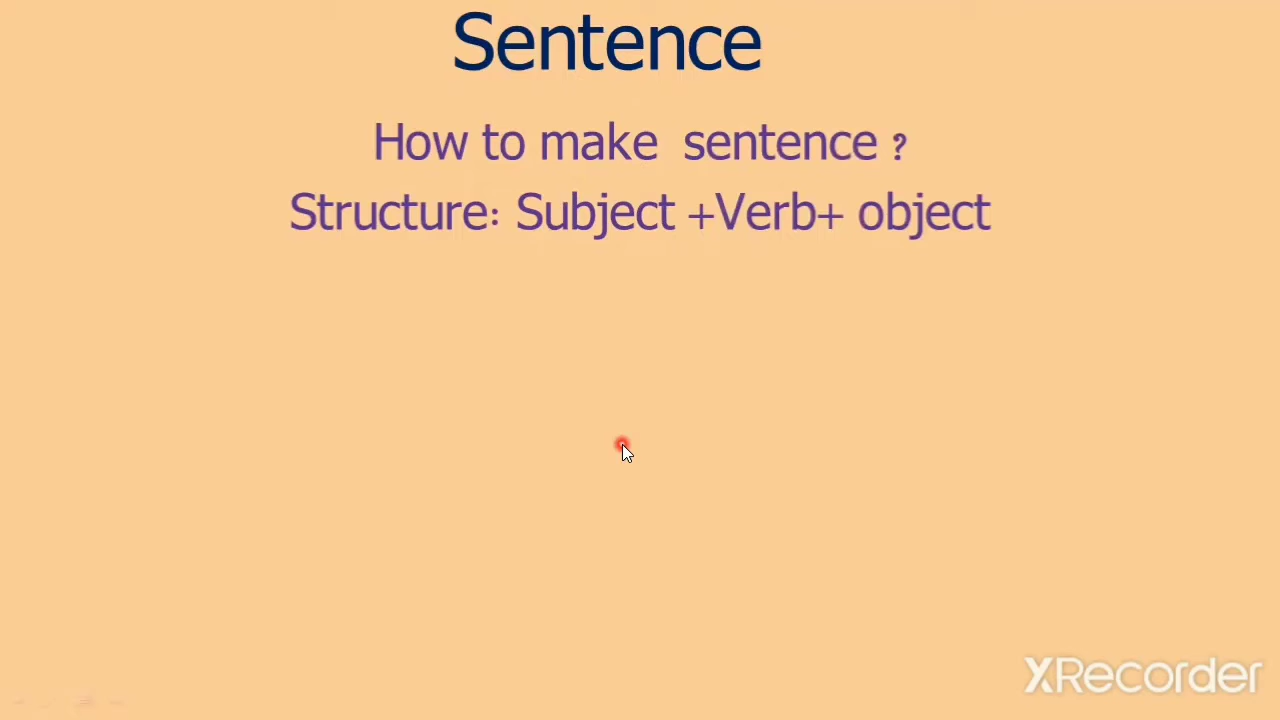 Sentence
How to make sentence ?
Structure: Subject +Verb+ object
XRecorder